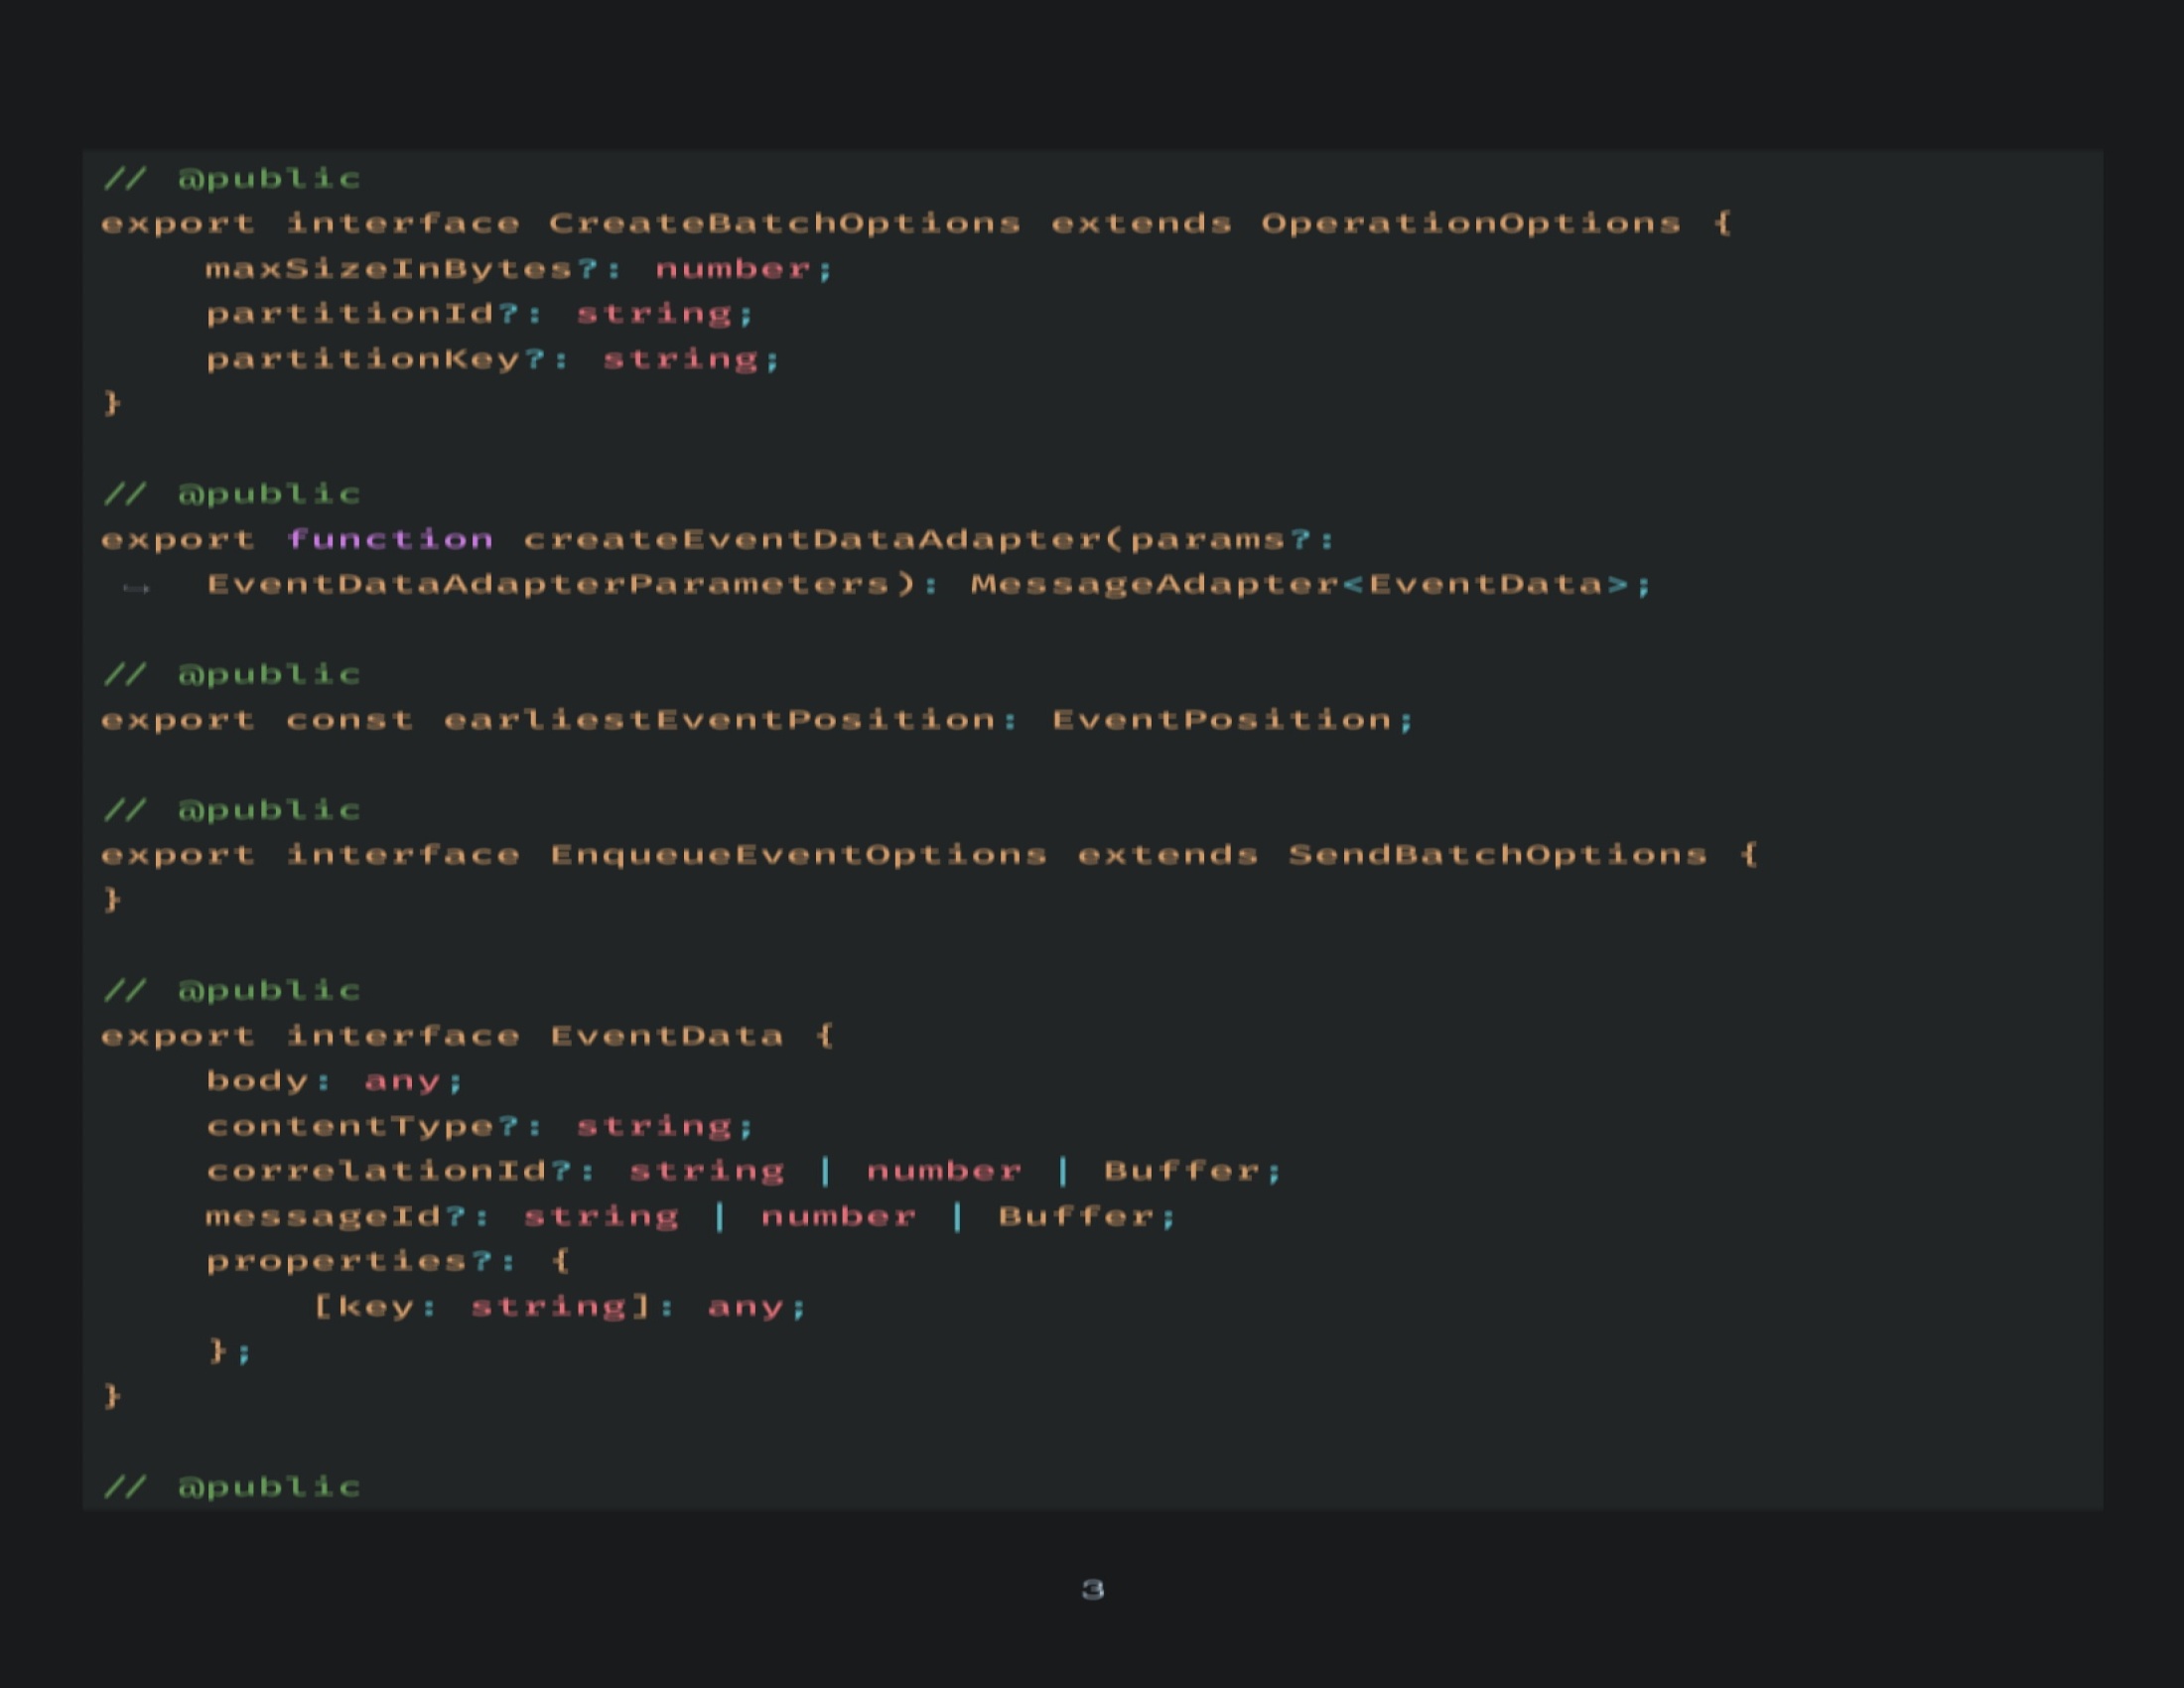 // @public
export interface CreateBatchOptions extends OperationOptions {
    maxSizeInBytes?: number;
    partitionId?: string;
    partitionKey?: string;
}

// @public
export function createEventDataAdapter(params?:
↪  EventDataAdapterParameters): MessageAdapter<EventData>;

// @public
export const earliestEventPosition: EventPosition;

// @public
export interface EnqueueEventOptions extends SendBatchOptions {
}

// @public
export interface EventData {
    body: any;
    contentType?: string;
    correlationId?: string | number | Buffer;
    messageId?: string | number | Buffer;
    properties?: {
        [key: string]: any;
    };
}

// @public
3